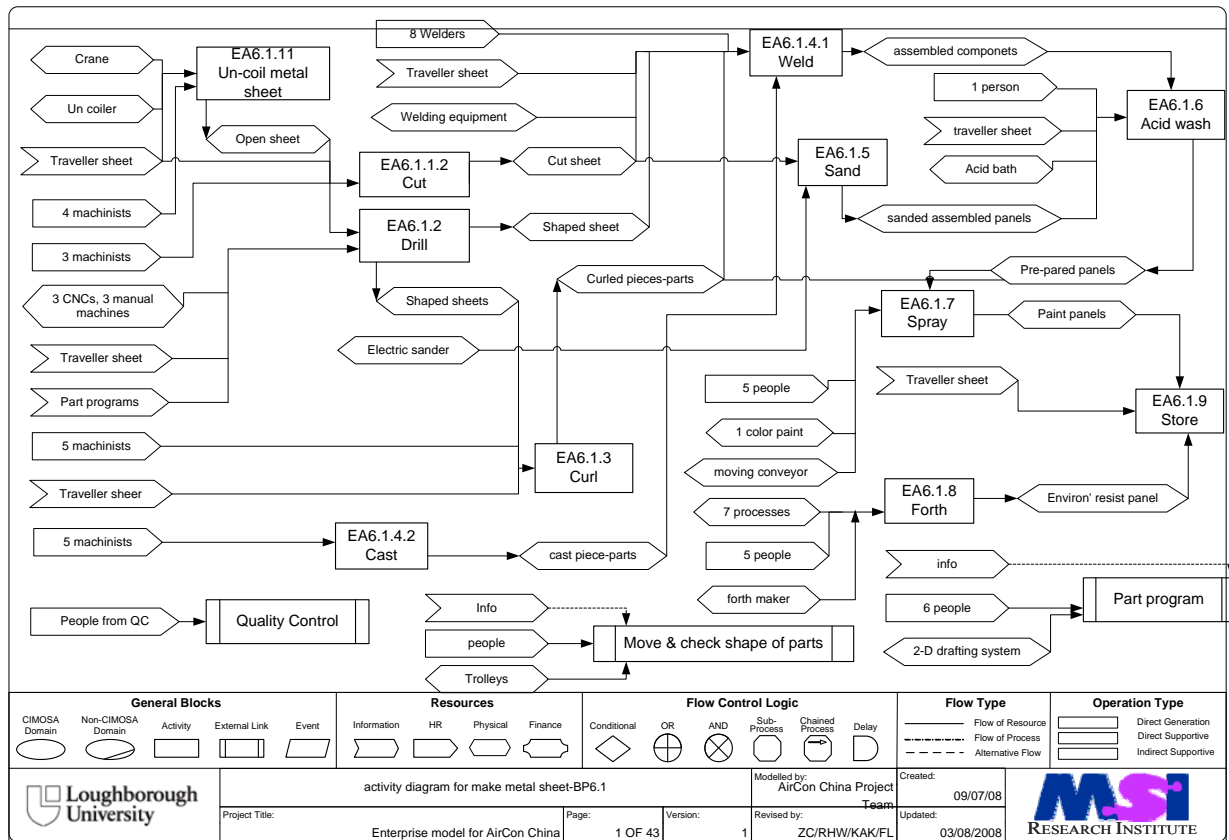 8 Welders
EA6.1.4.1
Weld
assembled componets
Crane
EA6.1.11
Un-coil metal
sheet
Traveller sheet
1 person
Un coiler
Welding equipment
EA6.1.6
Acid wash
Open sheet
traveller sheet
Traveller sheet
EA6.1.1.2
Cut
Cut sheet
EA6.1.5
Sand
Acid bath
4 machinists
EA6.1.2
Drill
Shaped sheet
sanded assembled panels
3 machinists
Curled pieces-parts
Pre-pared panels
3 CNCs, 3 manual
machines
Shaped sheets
EA6.1.7
Spray
Paint panels
Electric sander
Traveller sheet
5 people
Traveller sheet
Part programs
EA6.1.9
Store
1 color paint
5 machinists
EA6.1.3
Curl
moving conveyor
Traveller sheer
EA6.1.8
Forth
Environ' resist panel
7 processes
5 machinists
EA6.1.4.2
Cast
cast piece-parts
5 people
info
forth maker
Part program
People from QC
Quality Control
Info
6 people
people
Move & check shape of parts
2-D drafting system
Trolleys
General Blocks
Resources
Flow Control Logic
Flow Type
Operation Type
CIMOSA
Domain
Non-CIMOSA
Domain
Activity
External Link
Event
Information
HR
Physical
Finance
Conditional
OR
AND
Sub-
Process
Chained
Process
Delay
Flow of Resource
Flow of Process
Alternative Flow
Direct Generation
Direct Supportive
Indirect Supportive
Loughborough
University
activity diagram for make metal sheet-BP6.1
Modelled by:
AirCon China Project
Team
Created:
09/07/08
Project Title:
Enterprise model for AirCon China
Page:
1 OF 43
Version:
1
Revised by:
ZC/RHW/KAK/FL
Updated:
03/08/2008
MSI
RESEARCH INSTITUTE